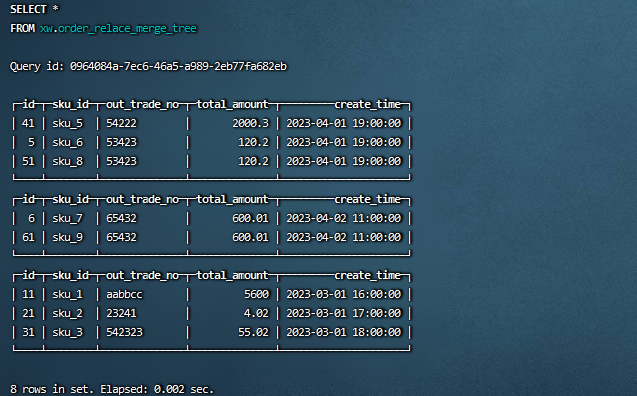 SELECT *
FROM xw.order_relace_merge_tree
Query id: 0964084a-7ec6-46a5-a989-2eb77fa682eb
┌─id─┬─sku_id─┬─out_trade_no─┬─total_amount─┬─────────create_time─┐
│ 41 │ sku_5  │ 54222        │       2000.3 │ 2023-04-01 19:00:00 │
│  5 │ sku_6  │ 53423        │        120.2 │ 2023-04-01 19:00:00 │
│ 51 │ sku_8  │ 53423        │        120.2 │ 2023-04-01 19:00:00 │
└────┴────────┴──────────────┴──────────────┴─────────────────────┘
┌─id─┬─sku_id─┬─out_trade_no─┬─total_amount─┬─────────create_time─┐
│  6 │ sku_7  │ 65432        │       600.01 │ 2023-04-02 11:00:00 │
│ 61 │ sku_9  │ 65432        │       600.01 │ 2023-04-02 11:00:00 │
└────┴────────┴──────────────┴──────────────┴─────────────────────┘
┌─id─┬─sku_id─┬─out_trade_no─┬─total_amount─┬─────────create_time─┐
│ 11 │ sku_1  │ aabbcc       │         5600 │ 2023-03-01 16:00:00 │
│ 21 │ sku_2  │ 23241        │         4.02 │ 2023-03-01 17:00:00 │
│ 31 │ sku_3  │ 542323       │        55.02 │ 2023-03-01 18:00:00 │
└────┴────────┴──────────────┴──────────────┴─────────────────────┘
8 rows in set. Elapsed: 0.002 sec.